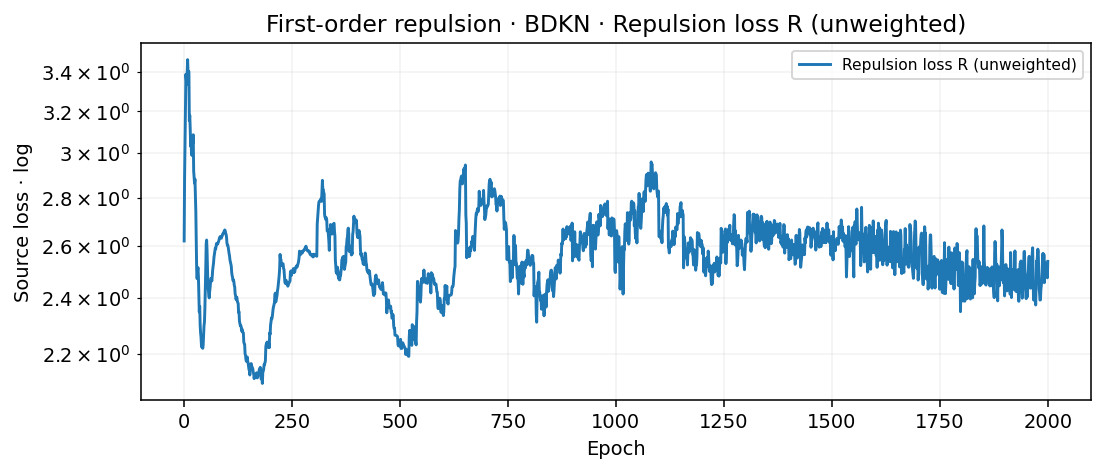 First-order repulsion · BDKN · Repulsion loss R (unweighted)
Repulsion loss R (unweighted)
Source loss · log
3.4 × 10⁰
3.2 × 10⁰
3 × 10⁰
2.8 × 10⁰
2.6 × 10⁰
2.4 × 10⁰
2.2 × 10⁰
0 250 500 750 1000 1250 1500 1750 2000
Epoch